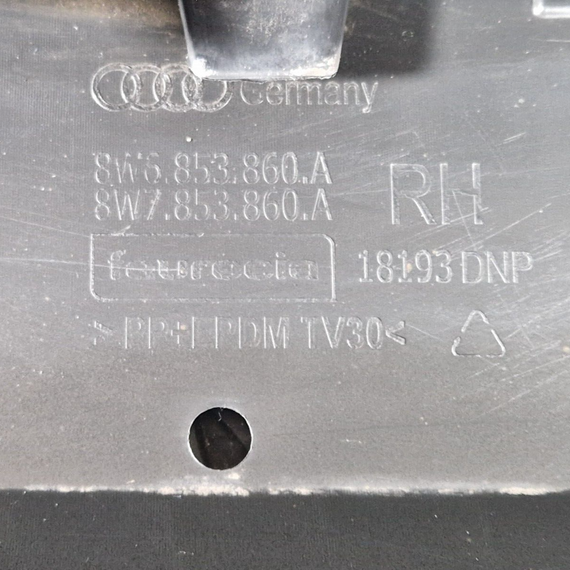 Germany
8W6.853.860.A
8W7.853.860.A
RH
faurecia
18193 DNP
>PP+EPDM TV30<